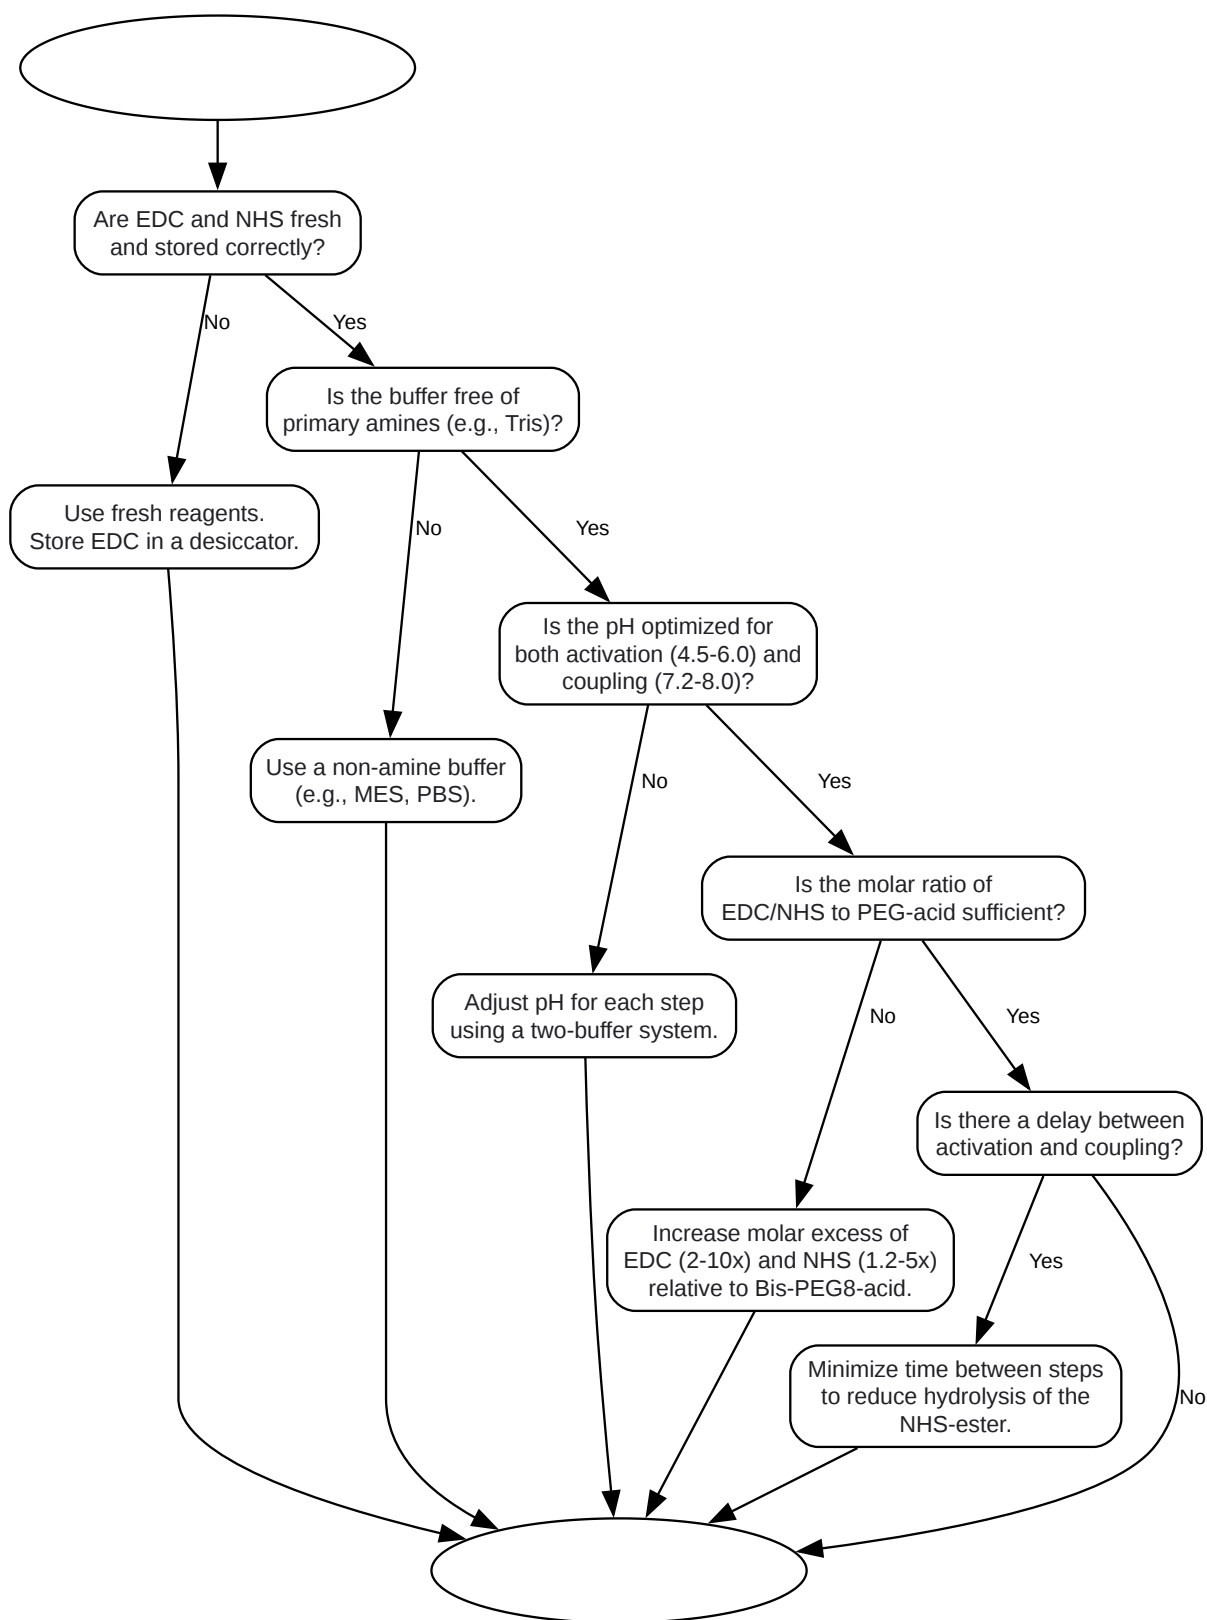 Are EDC and NHS fresh
and stored correctly?
No
Yes
Is the buffer free of
primary amines (e.g., Tris)?
Use fresh reagents.
Store EDC in a desiccator.
No
Yes
Is the pH optimized for
both activation (4.5-6.0) and
coupling (7.2-8.0)?
Use a non-amine buffer
(e.g., MES, PBS).
No
Yes
Is the molar ratio of
EDC/NHS to PEG-acid sufficient?
Adjust pH for each step
using a two-buffer system.
No
Yes
Is there a delay between
activation and coupling?
Increase molar excess of
EDC (2-10x) and NHS (1.2-5x)
relative to Bis-PEG8-acid.
Yes
Minimize time between steps
to reduce hydrolysis of the
NHS-ester.
No